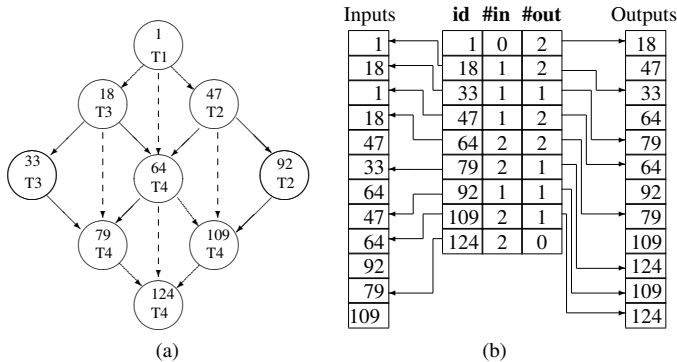 1
T1
18
T3
47
T2
33
T3
64
T4
92
T2
79
T4
109
T4
124
T4
(a)
Inputs id #in #out Outputs
1 1 0 2 18
18 18 1 2 47
1 33 1 1 33
18 47 1 2 64
47 64 2 2 79
33 79 2 1 64
64 92 1 1 92
47 109 2 1 79
64 124 2 0 109
92 124
79 109
109 124
(b)